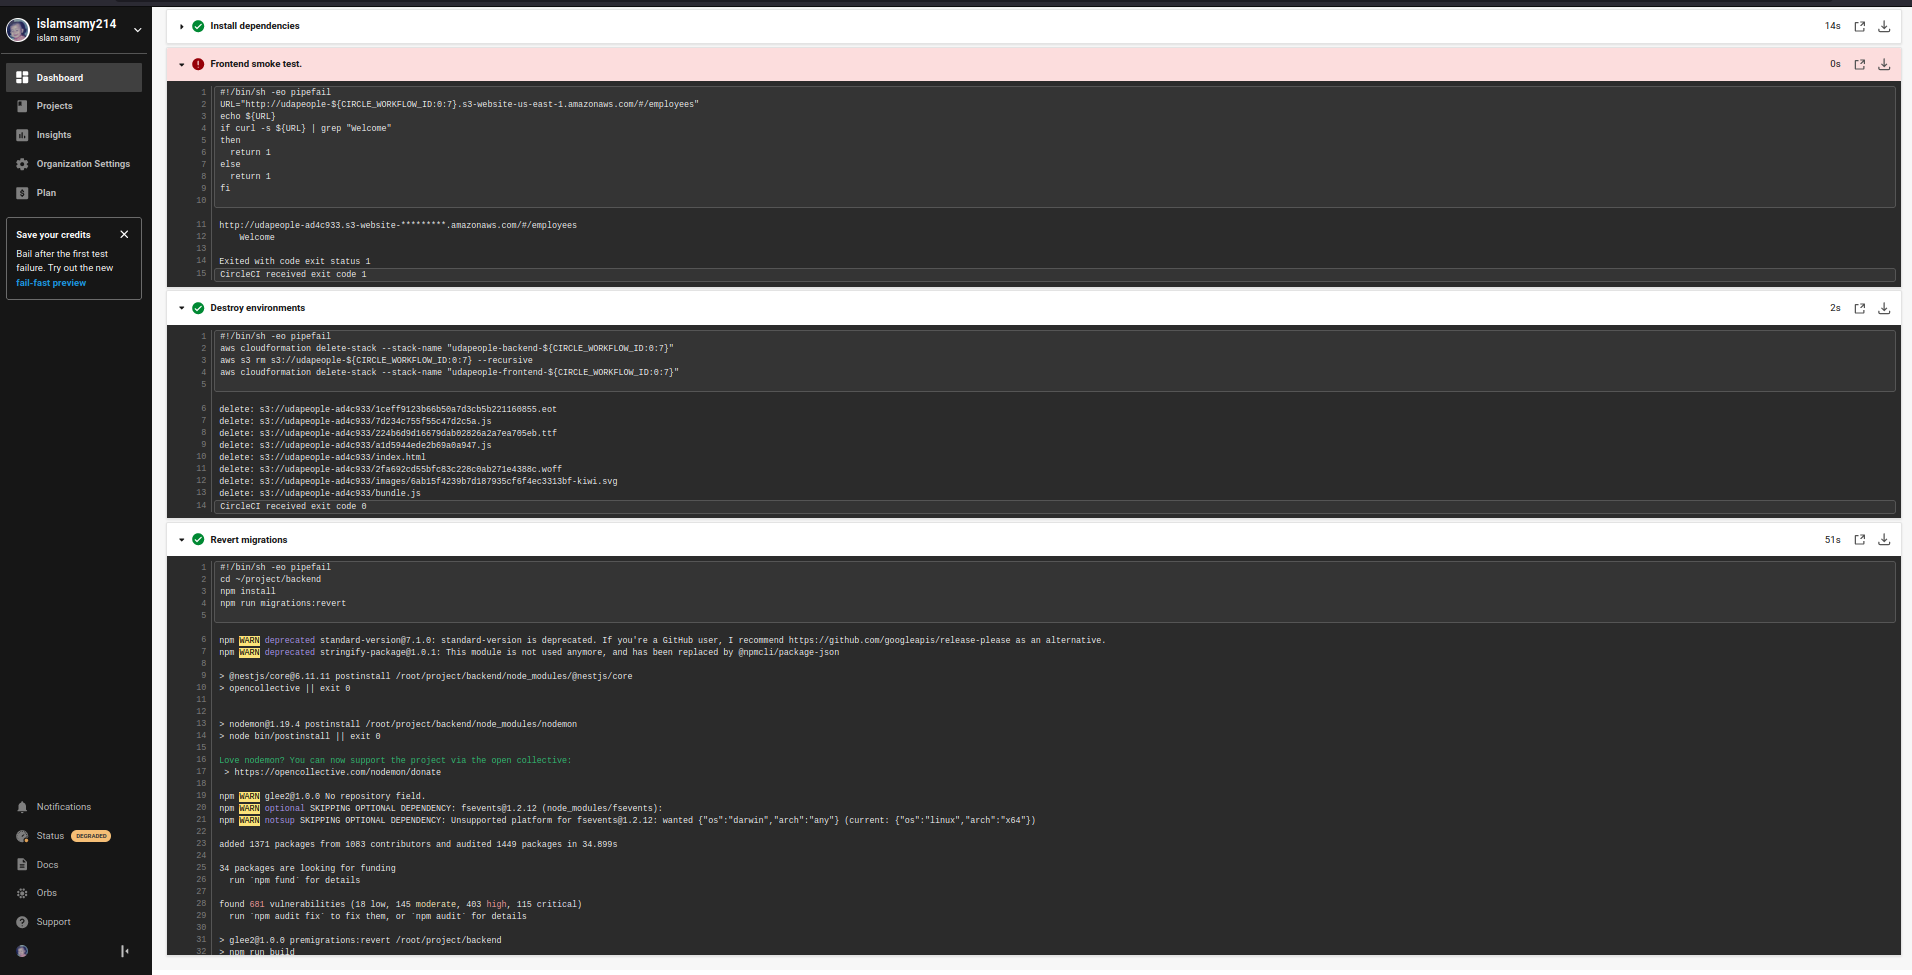 islamsamy214
islam samy
Dashboard
Projects
Insights
Organization Settings
Plan
Save your credits
Bail after the first test
failure. Try out the new
fail-fast preview
Notifications
Status DEGRADED
Docs
Orbs
Support
Install dependencies 14s
Frontend smoke test. 0s
1 #!/bin/sh -eo pipefail
2 URL="http://udapeople-${CIRCLE_WORKFLOW_ID:0:7}.s3-website-us-east-1.amazonaws.com/#/employees"
3 echo ${URL}
4 if curl -s ${URL} | grep "Welcome"
5 then
6 return 1
7 else
8 return 1
9 fi
10
11 http://udapeople-ad4c933.s3-website-*********.amazonaws.com/#/employees
12 Welcome
13
14 Exited with code exit status 1
15 CircleCI received exit code 1
Destroy environments 2s
1 #!/bin/sh -eo pipefail
2 aws cloudformation delete-stack --stack-name "udapeople-backend-${CIRCLE_WORKFLOW_ID:0:7}"
3 aws s3 rm s3://udapeople-${CIRCLE_WORKFLOW_ID:0:7} --recursive
4 aws cloudformation delete-stack --stack-name "udapeople-frontend-${CIRCLE_WORKFLOW_ID:0:7}"
5
6 delete: s3://udapeople-ad4c933/1ceff9123b66b50a7d3cb5b221160855.eot
7 delete: s3://udapeople-ad4c933/7d234c755f55c47d2c5a.js
8 delete: s3://udapeople-ad4c933/224b6d9d16679dab02826a2a7ea705eb.ttf
9 delete: s3://udapeople-ad4c933/a1d5944ede2b69a0a947.js
10 delete: s3://udapeople-ad4c933/index.html
11 delete: s3://udapeople-ad4c933/2fa692cd55bfc83c228c0ab271e4388c.woff
12 delete: s3://udapeople-ad4c933/images/6ab15f4239b7d187935cf6f4ec3313bf-kiwi.svg
13 delete: s3://udapeople-ad4c933/bundle.js
14 CircleCI received exit code 0
Revert migrations 51s
1 #!/bin/sh -eo pipefail
2 cd ~/project/backend
3 npm install
4 npm run migrations:revert
5
6 npm WARN deprecated standard-version@7.1.0: standard-version is deprecated. If you're a GitHub user, I recommend https://github.com/googleapis/release-please as an alternative.
7 npm WARN deprecated stringify-package@1.0.1: This module is not used anymore, and has been replaced by @npmcli/package-json
8
9 > @nestjs/core@6.11.11 postinstall /root/project/backend/node_modules/@nestjs/core
10 > opencollective || exit 0
11
12
13 > nodemon@1.19.4 postinstall /root/project/backend/node_modules/nodemon
14 > node bin/postinstall || exit 0
15
16 Love nodemon? You can now support the project via the open collective:
17 > https://opencollective.com/nodemon/donate
18
19 npm WARN glee2@1.0.0 No repository field.
20 npm WARN optional SKIPPING OPTIONAL DEPENDENCY: fsevents@1.2.12 (node_modules/fsevents):
21 npm WARN notsup SKIPPING OPTIONAL DEPENDENCY: Unsupported platform for fsevents@1.2.12: wanted {"os":"darwin","arch":"any"} (current: {"os":"linux","arch":"x64"})
22
23 added 1371 packages from 1083 contributors and audited 1449 packages in 34.899s
24
25 34 packages are looking for funding
26 run `npm fund` for details
27
28 found 681 vulnerabilities (18 low, 145 moderate, 403 high, 115 critical)
29 run `npm audit fix` to fix them, or `npm audit` for details
30
31 > glee2@1.0.0 premigrations:revert /root/project/backend
32 > npm run build